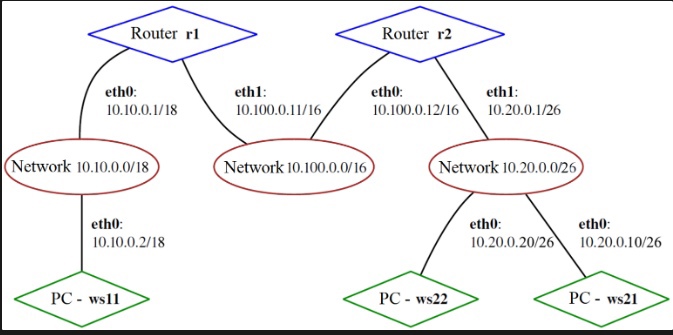 Router r1
Router r2
eth0:
10.10.0.1/18
eth1:
10.100.0.11/16
eth0:
10.100.0.12/16
eth1:
10.20.0.1/26
Network 10.10.0.0/18
Network 10.100.0.0/16
Network 10.20.0.0/26
eth0:
10.10.0.2/18
eth0:
10.20.0.20/26
eth0:
10.20.0.10/26
PC - ws11
PC - ws22
PC - ws21